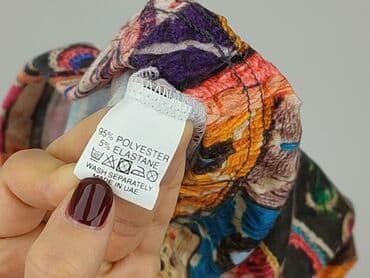 95% POLYESTER
5% ELASTANE
WASH SEPARATELY
MADE IN UAE